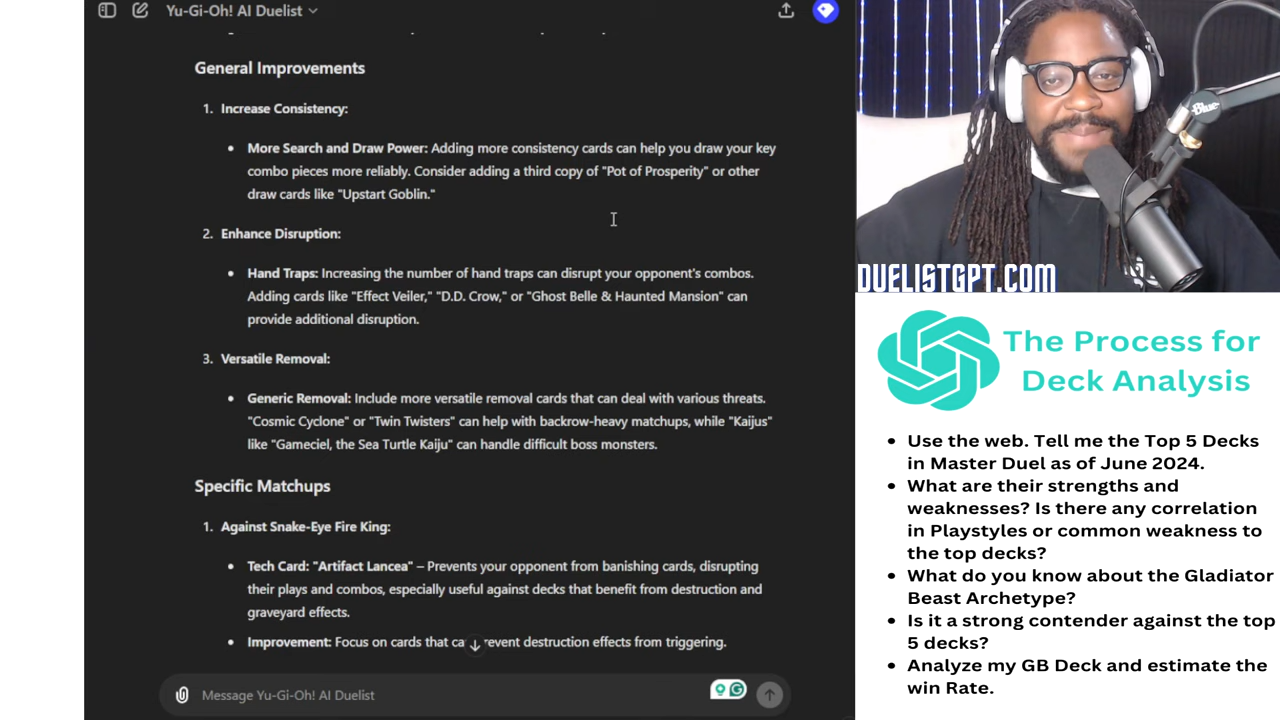 Yu-Gi-Oh! AI Duelist
General Improvements
1. Increase Consistency:
More Search and Draw Power: Adding more consistency cards can help you draw your key
combo pieces more reliably. Consider adding a third copy of "Pot of Prosperity" or other
draw cards like "Upstart Goblin."
2. Enhance Disruption:
Hand Traps: Increasing the number of hand traps can disrupt your opponent's combos.
Adding cards like "Effect Veiler," "D.D. Crow," or "Ghost Belle & Haunted Mansion" can
provide additional disruption.
3. Versatile Removal:
Generic Removal: Include more versatile removal cards that can deal with various threats.
"Cosmic Cyclone" or "Twin Twisters" can help with backrow-heavy matchups, while "Kaijus"
like "Gameciel, the Sea Turtle Kaiju" can handle difficult boss monsters.
Specific Matchups
1. Against Snake-Eye Fire King:
Tech Card: "Artifact Lancea" – Prevents your opponent from banishing cards, disrupting
their plays and combos, especially useful against decks that benefit from destruction and
graveyard effects.
Improvement: Focus on cards that destruction effects from triggering.
Message Yu-Gi-Oh! AI Duelist
Blue
DUELISTGPT.COM
The Process for
Deck Analysis
• Use the web. Tell me the Top 5 Decks
in Master Duel as of June 2024.
• What are their strengths and
weaknesses? Is there any correlation
in Playstyles or common weakness to
the top decks?
• What do you know about the Gladiator
Beast Archetype?
• Is it a strong contender against the top
5 decks?
• Analyze my GB Deck and estimate the
win Rate.